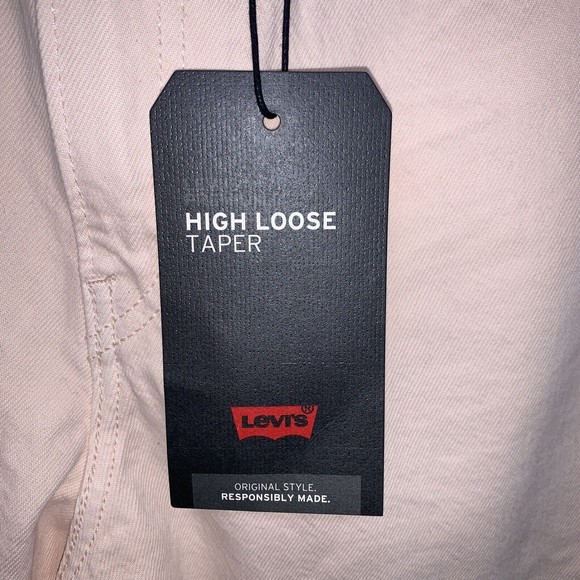 HIGH LOOSE
TAPER
Levi's®
ORIGINAL STYLE.
RESPONSIBLY MADE.